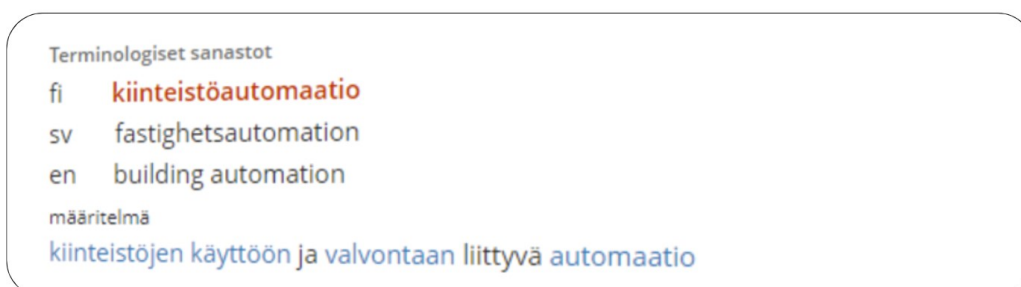 Terminologiset sanastot
fi kiinteistöautomaatio
sv fastighetsautomation
en building automation
määritelmä
kiinteistöjen käyttöön ja valvontaan liittyvä automaatio